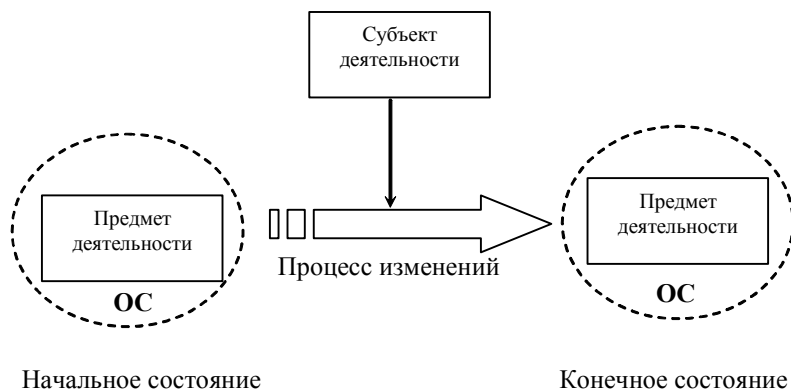 Субъект
деятельности
Предмет
деятельности
ОС
Процесс изменений
Предмет
деятельности
ОС
Начальное состояние
Конечное состояние